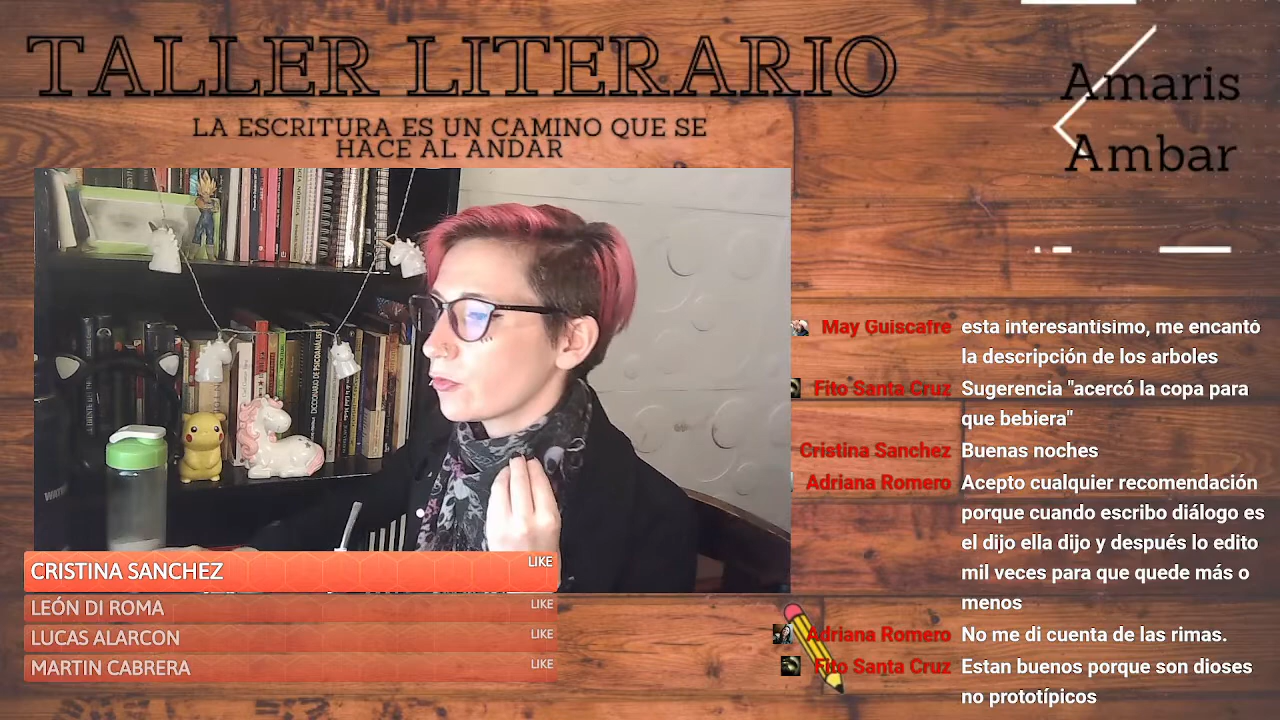 TALLER LITERARIO
LA ESCRITURA ES UN CAMINO QUE SE
HACE AL ANDAR
Amaris
Ambar
DICCIONARIO DE PSICOANÁLISIS
May Guiscafre esta interesantisimo, me encantó
la descripción de los arboles
Fito Santa Cruz Sugerencia "acercó la copa para
que bebiera"
Cristina Sanchez Buenas noches
Adriana Romero Acepto cualquier recomendación
porque cuando escribo diálogo es
el dijo ella dijo y después lo edito
mil veces para que quede más o
menos
Adriana Romero No me di cuenta de las rimas.
Fito Santa Cruz Estan buenos porque son dioses
no prototípicos
CRISTINA SANCHEZ LIKE
LEÓN DI ROMA LIKE
LUCAS ALARCON LIKE
MARTIN CABRERA LIKE